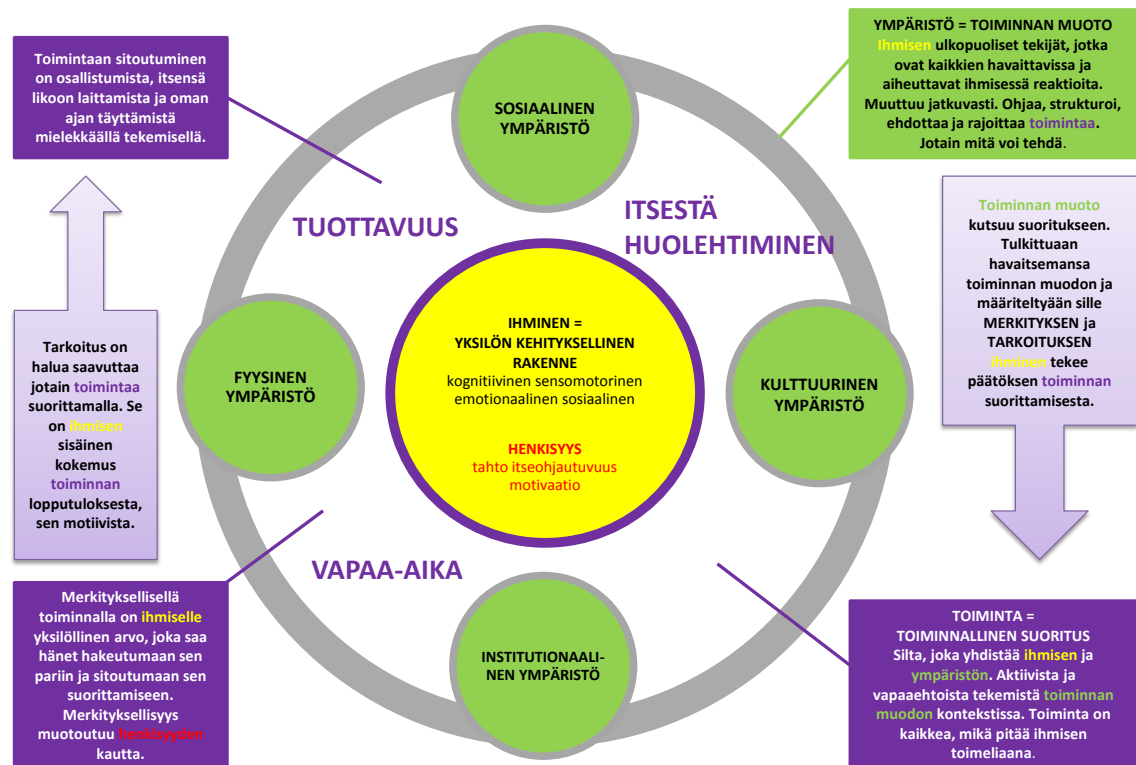 Toimintaan sitoutuminen
on osallistumista, itsensä
likoon laittamista ja oman
ajan täyttämistä
mielekkäällä tekemisellä.
SOSIAALINEN
YMPÄRISTÖ
YMPÄRISTÖ = TOIMINNAN MUOTO
Ihmisen ulkopuoliset tekijät, jotka
ovat kaikkien havaittavissa ja
aiheuttavat ihmisessä reaktioita.
Muuttuu jatkuvasti. Ohjaa, strukturoi,
ehdottaa ja rajoittaa toimintaa.
Jotain mitä voi tehdä.
TUOTTAVUUS
ITSESTÄ
HUOLEHTIMINEN
Toiminnan muoto
kutsuu suoritukseen.
Tulkittuaan
havaitsemansa
toiminnan muodon ja
määriteltyään sille
MERKITYKSEN ja
TARKOITUKSEN
ihminen tekee
päätöksen toiminnan
suorittamisesta.
Tarkoitus on
halua saavuttaa
jotain toimintaa
suorittamalla. Se
on ihmisen
sisäinen
kokemus
toiminnan
lopputuloksesta,
sen motiivista.
FYYSINEN
YMPÄRISTÖ
IHMINEN =
YKSILÖN KEHITYKSELLINEN
RAKENNE
kognitiivinen sensomotorinen
emotionaalinen sosiaalinen
HENKISYYS
tahto itseohjautuvuus
motivaatio
KULTTUURINEN
YMPÄRISTÖ
VAPAA-AIKA
Merkityksellisellä
toiminnalla on ihmiselle
yksilöllinen arvo, joka saa
hänet hakeutumaan sen
pariin ja sitoutumaan sen
suorittamiseen.
Merkityksellisyys
muotoutuu henkisyyden
kautta.
INSTITUTIONAALI-
NEN YMPÄRISTÖ
TOIMINTA =
TOIMINNALLINEN SUORITUS
Silta, joka yhdistää ihmisen ja
ympäristön. Aktiivista ja
vapaaehtoista tekemistä toiminnan
muodon kontekstissa. Toiminta on
kaikkea, mikä pitää ihmisen
toimeliaana.